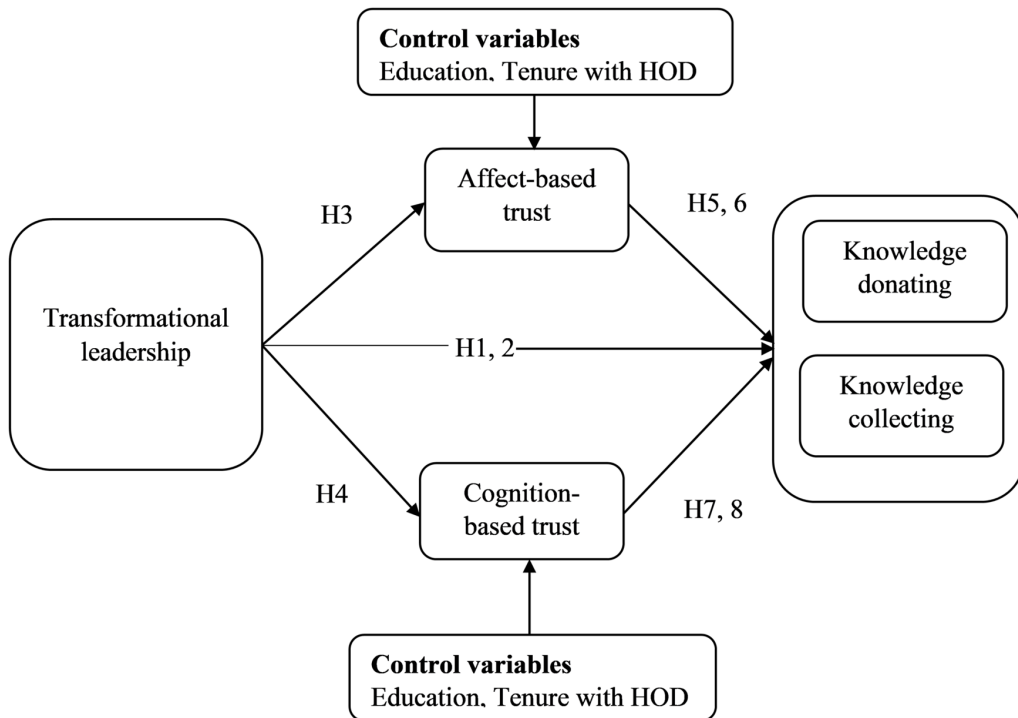 Control variables
Education, Tenure with HOD
Affect-based
trust
H3
H5, 6
Knowledge
donating
Transformational
leadership
H1, 2
Knowledge
collecting
H4
Cognition-
based trust
H7, 8
Control variables
Education, Tenure with HOD